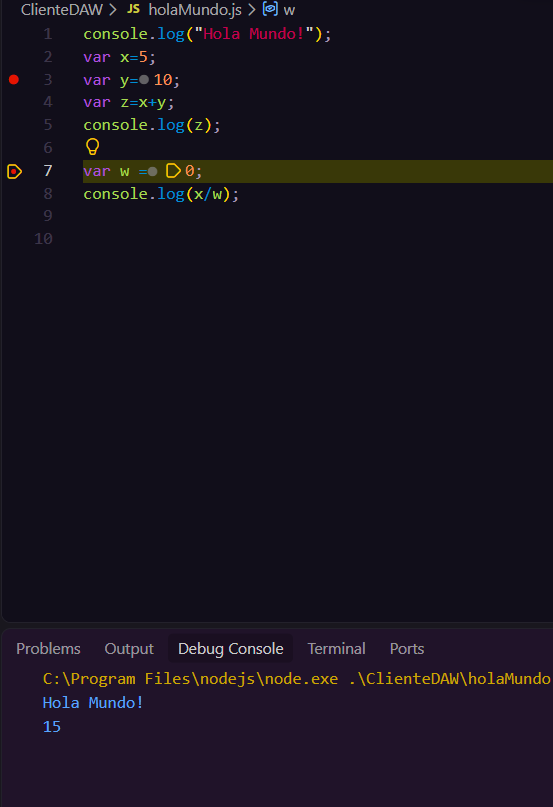 ClienteDAW > JS holaMundo.js > w
1 console.log("Hola Mundo!");
2 var x=5;
3 var y= 10;
4 var z=x+y;
5 console.log(z);
6
7 var w = 0;
8 console.log(x/w);
9
10
Problems Output Debug Console Terminal Ports
C:\Program Files\nodejs\node.exe .\ClienteDAW\holaMundo
Hola Mundo!
15